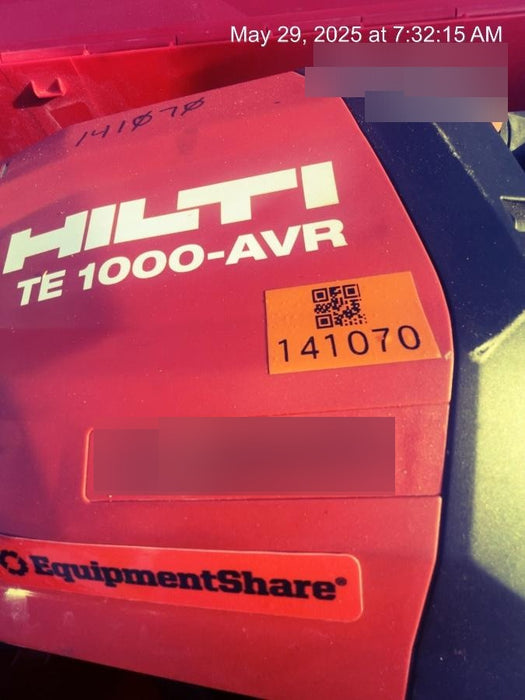 May 29, 2025 at 7:32:15 AM
141070
HILTI
TE 1000-AVR
141070
EquipmentShare®